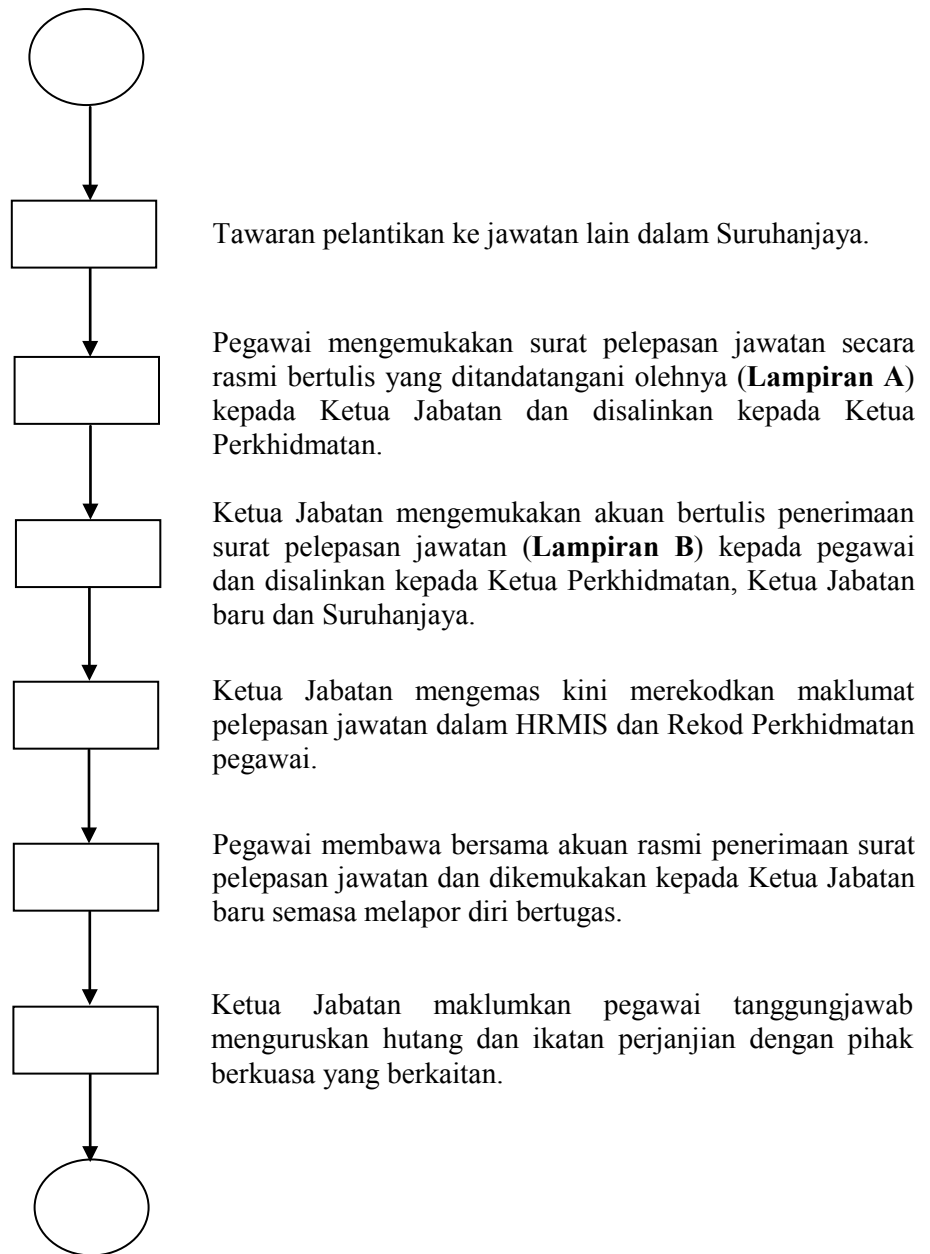 Tawaran pelantikan ke jawatan lain dalam Suruhanjaya.
Pegawai mengemukakan surat pelepasan jawatan secara
rasmi bertulis yang ditandatangani olehnya (Lampiran A)
kepada Ketua Jabatan dan disalinkan kepada Ketua
Perkhidmatan.
Ketua Jabatan mengemukakan akuan bertulis penerimaan
surat pelepasan jawatan (Lampiran B) kepada pegawai
dan disalinkan kepada Ketua Perkhidmatan, Ketua Jabatan
baru dan Suruhanjaya.
Ketua Jabatan mengemas kini merekodkan maklumat
pelepasan jawatan dalam HRMIS dan Rekod Perkhidmatan
pegawai.
Pegawai membawa bersama akuan rasmi penerimaan surat
pelepasan jawatan dan dikemukakan kepada Ketua Jabatan
baru semasa melapor diri bertugas.
Ketua Jabatan maklumkan pegawai tanggungjawab
menguruskan hutang dan ikatan perjanjian dengan pihak
berkuasa yang berkaitan.